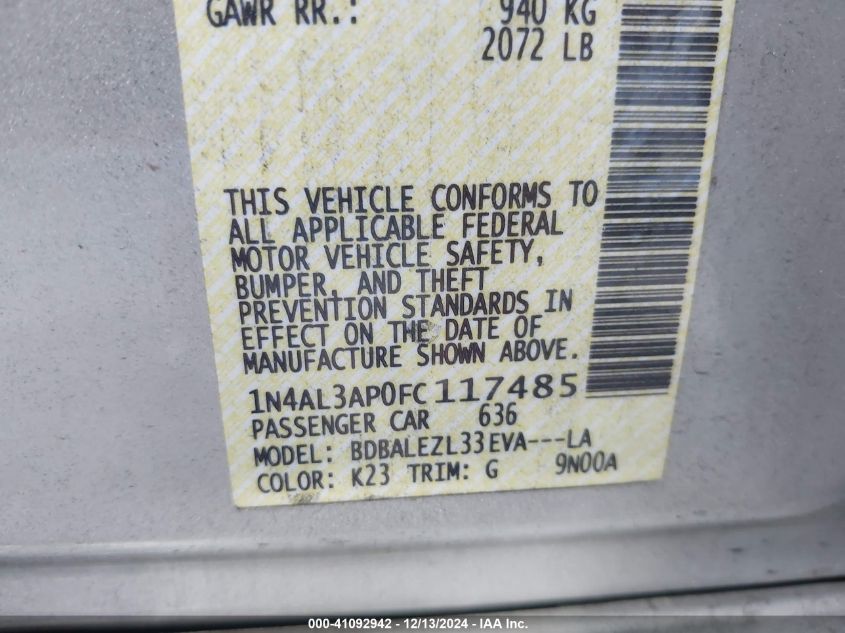 GAWR RR.: 940 KG
2072 LB
THIS VEHICLE CONFORMS TO
ALL APPLICABLE FEDERAL
MOTOR VEHICLE SAFETY,
BUMPER, AND THEFT
PREVENTION STANDARDS IN
EFFECT ON THE DATE OF
MANUFACTURE SHOWN ABOVE.
1N4AL3AP0FC117485
PASSENGER CAR 636
MODEL: BDBALEZL33EVA---LA
COLOR: K23 TRIM: G 9N00A
000-41092942 - 12/13/2024 - IAA Inc.